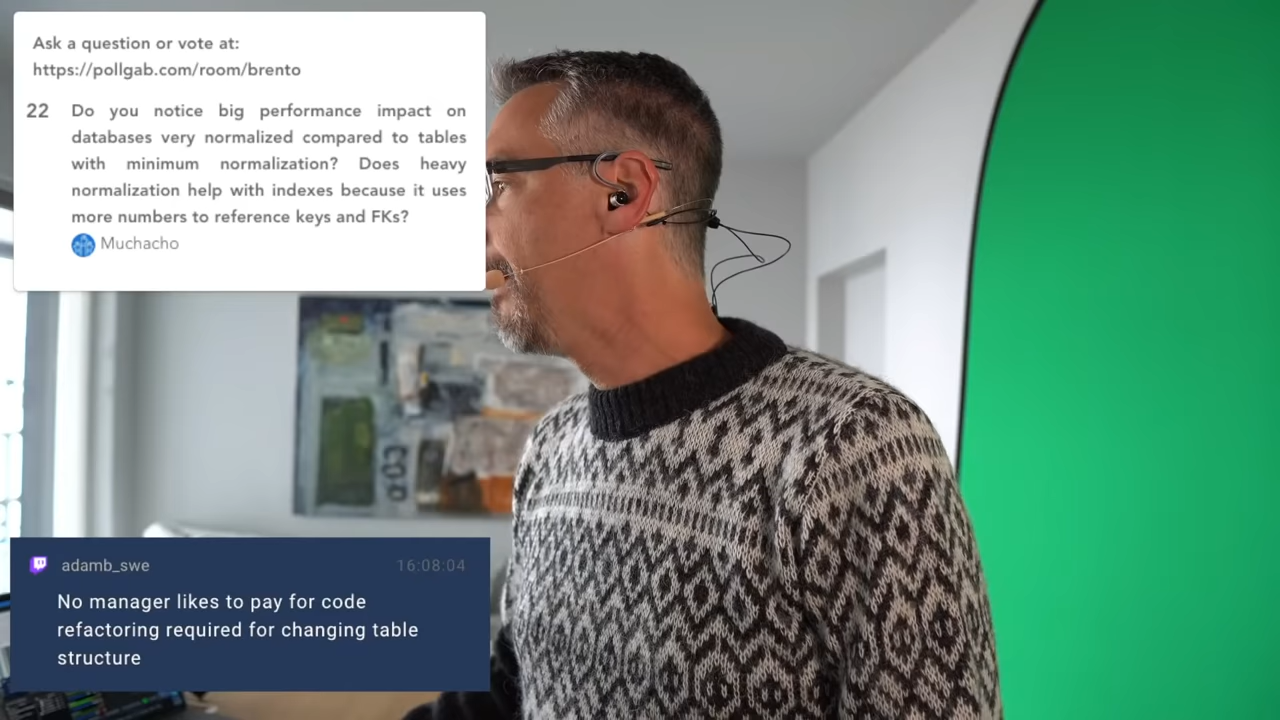 Ask a question or vote at:
https://pollgab.com/room/brento
22 Do you notice big performance impact on
databases very normalized compared to tables
with minimum normalization? Does heavy
normalization help with indexes because it uses
more numbers to reference keys and FKs?
Muchacho
adamb_swe 16:08:04
No manager likes to pay for code
refactoring required for changing table
structure